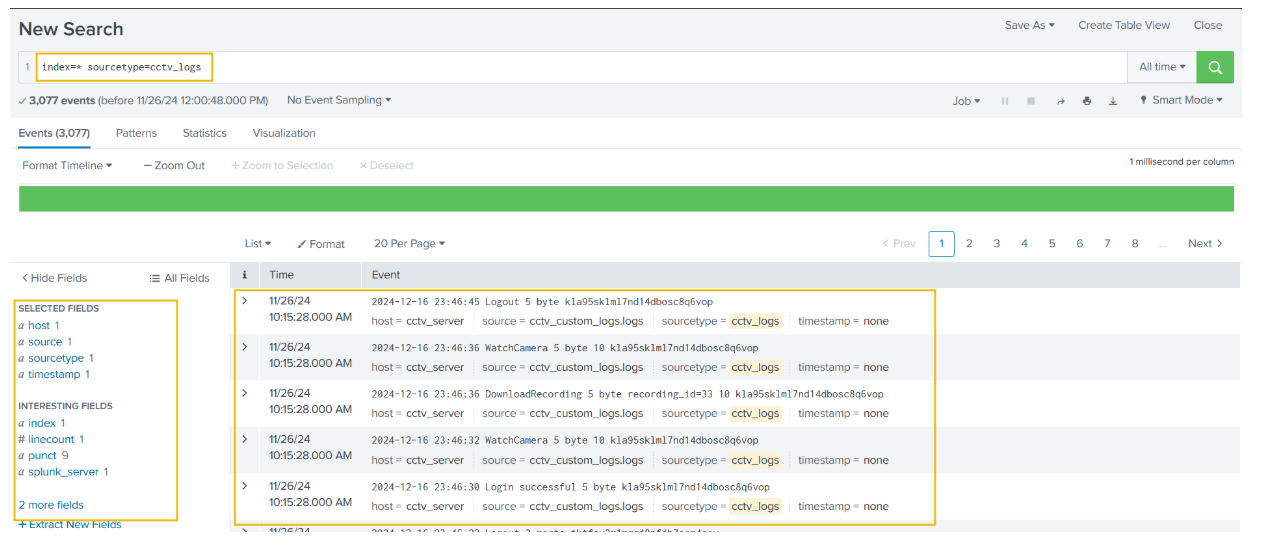 New Search
Save As ▾ Create Table View Close
1 index=* sourcetype=cctv_logs
All time ▾
✓ 3,077 events (before 11/26/24 12:00:48.000 PM) No Event Sampling ▾
Job ▾ Smart Mode ▾
Events (3,077) Patterns Statistics Visualization
Format Timeline ▾ — Zoom Out + Zoom to Selection × Deselect
1 millisecond per column
List ▾ Format 20 Per Page ▾
< Prev 1 2 3 4 5 6 7 8 ... Next >
< Hide Fields All Fields
i Time Event
SELECTED FIELDS
a host 1
a source 1
a sourcetype 1
a timestamp 1
INTERESTING FIELDS
a index 1
# linecount 1
a punct 9
a splunk_server 1
2 more fields
+ Extract New Fields
> 11/26/24 2024-12-16 23:46:45 Logout 5 byte kla95sklml7nd14dbosc8q6vop
10:15:28.000 AM host = cctv_server source = cctv_custom_logs.logs sourcetype = cctv_logs timestamp = none
> 11/26/24 2024-12-16 23:46:36 WatchCamera 5 byte 10 kla95sklml7nd14dbosc8q6vop
10:15:28.000 AM host = cctv_server source = cctv_custom_logs.logs sourcetype = cctv_logs timestamp = none
> 11/26/24 2024-12-16 23:46:36 DownloadRecording 5 byte recording_id=33 10 kla95sklml7nd14dbosc8q6vop
10:15:28.000 AM host = cctv_server source = cctv_custom_logs.logs sourcetype = cctv_logs timestamp = none
> 11/26/24 2024-12-16 23:46:32 WatchCamera 5 byte 10 kla95sklml7nd14dbosc8q6vop
10:15:28.000 AM host = cctv_server source = cctv_custom_logs.logs sourcetype = cctv_logs timestamp = none
> 11/26/24 2024-12-16 23:46:30 Login successful 5 byte kla95sklml7nd14dbosc8q6vop
10:15:28.000 AM host = cctv_server source = cctv_custom_logs.logs sourcetype = cctv_logs timestamp = none